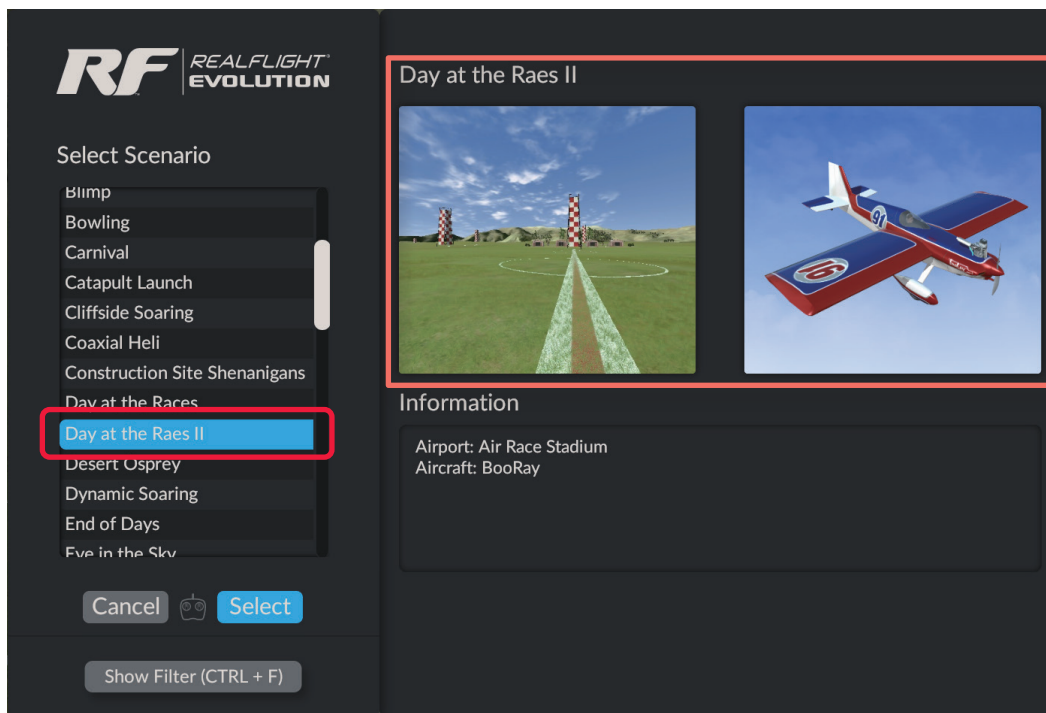 RF REALFLIGHT
EVOLUTION
Select Scenario
Blimp
Bowling
Carnival
Catapult Launch
Cliffside Soaring
Coaxial Heli
Construction Site Shenanigans
Day at the Races
Day at the Raes II
Desert Osprey
Dynamic Soaring
End of Days
Eye in the Sky
Cancel
Select
Show Filter (CTRL + F)
Day at the Raes II
91
16
Information
Airport: Air Race Stadium
Aircraft: BooRay